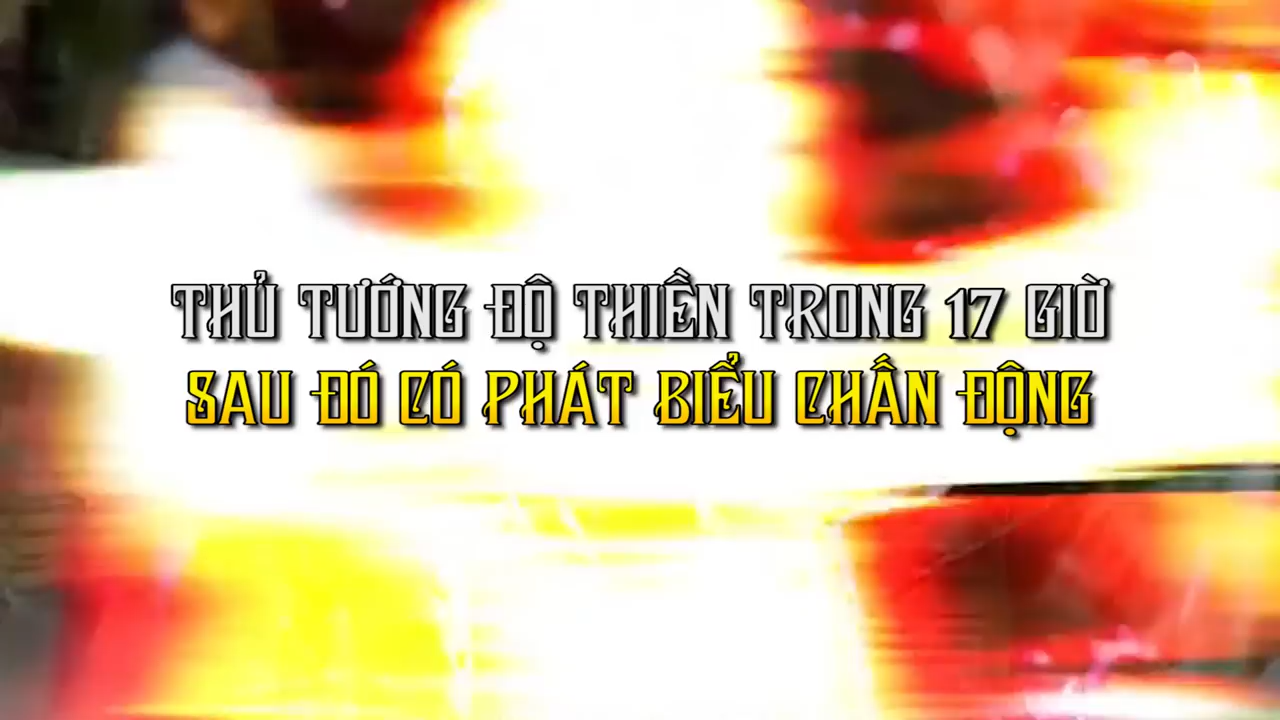 THỦ TƯỚNG ĐỘ THIỀN TRONG 17 GIỜ
SAU ĐÓ CÓ PHÁT BIỂU CHẤN ĐỘNG